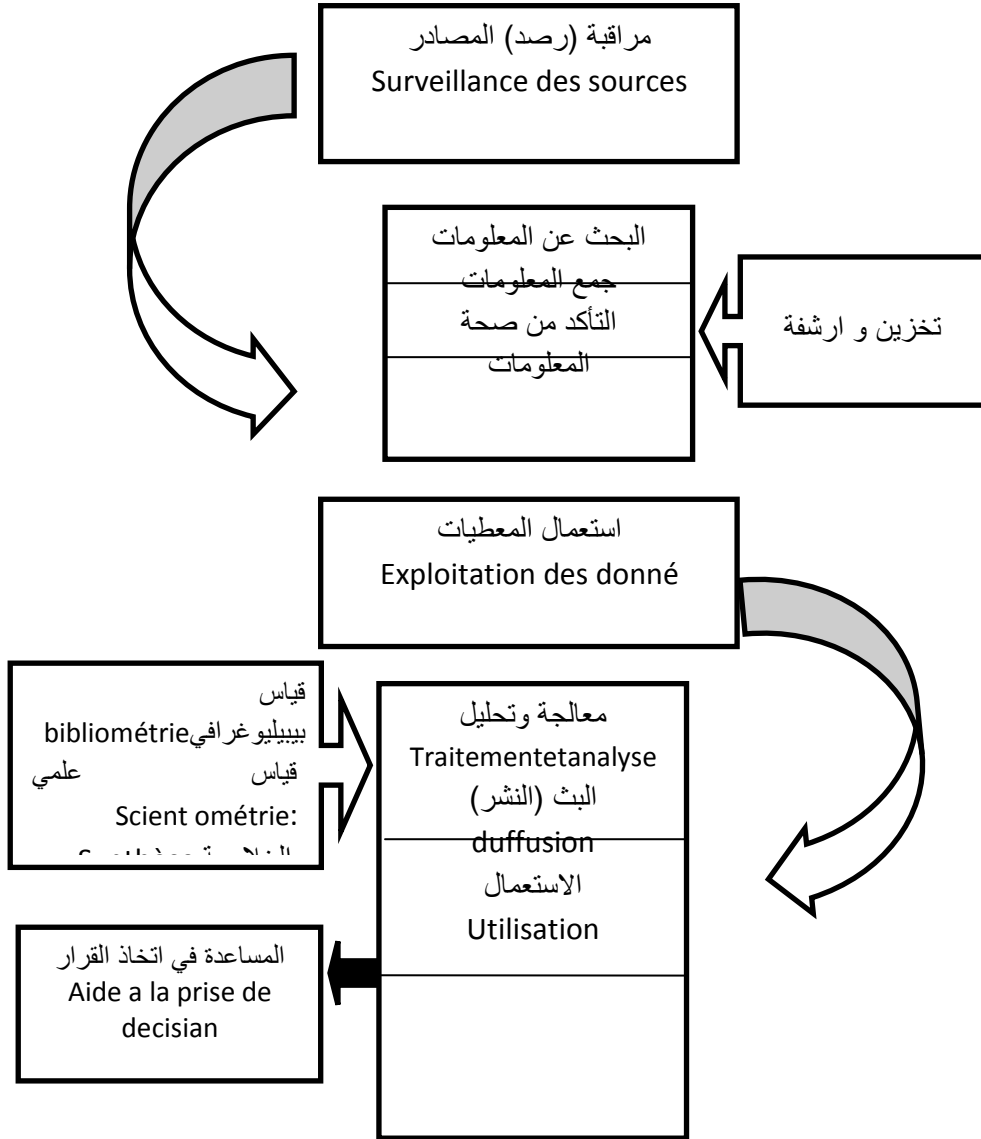 مراقبة (رصد) المصادر
Surveillance des sources
البحث عن المعلومات
جمع المعلومات
التأكد من صحة
المعلومات
تخزين و ارشفة
استعمال المعطيات
Exploitation des donné
قياس
بيبيليوغرافي bibliométrie
قياس علمي
Scient ométrie:
معالجة وتحليل
Traitementetanalyse
البث (النشر)
duffusion
الاستعمال
Utilisation
المساعدة في اتخاذ القرار
Aide a la prise de
decisian